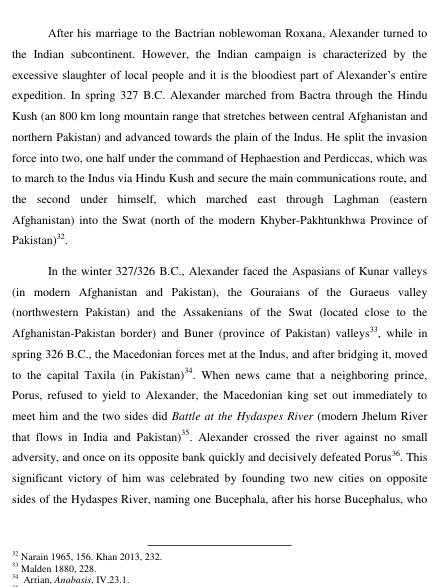 After his marriage to the Bactrian noblewoman Roxana, Alexander turned to
the Indian subcontinent. However, the Indian campaign is characterized by the
excessive slaughter of local people and it is the bloodiest part of Alexander’s entire
expedition. In spring 327 B.C. Alexander marched from Bactra through the Hindu
Kush (an 800 km long mountain range that stretches between central Afghanistan and
northern Pakistan) and advanced towards the plain of the Indus. He split the invasion
force into two, one half under the command of Hephaestion and Perdiccas, which was
to march to the Indus via Hindu Kush and secure the main communications route, and
the second under himself, which marched east through Laghman (eastern
Afghanistan) into the Swat (north of the modern Khyber-Pakhtunkhwa Province of
Pakistan)32.
In the winter 327/326 B.C., Alexander faced the Aspasians of Kunar valleys
(in modern Afghanistan and Pakistan), the Gouraians of the Guraeus valley
(northwestern Pakistan) and the Assakenians of the Swat (located close to the
Afghanistan-Pakistan border) and Buner (province of Pakistan) valleys33, while in
spring 326 B.C., the Macedonian forces met at the Indus, and after bridging it, moved
to the capital Taxila (in Pakistan)34. When news came that a neighboring prince,
Porus, refused to yield to Alexander, the Macedonian king set out immediately to
meet him and the two sides did Battle at the Hydaspes River (modern Jhelum River
that flows in India and Pakistan)35. Alexander crossed the river against no small
adversity, and once on its opposite bank quickly and decisively defeated Porus36. This
significant victory of him was celebrated by founding two new cities on opposite
sides of the Hydaspes River, naming one Bucephala, after his horse Bucephalus, who
32 Narain 1965, 156. Khan 2013, 232.
33 Malden 1880, 228.
34 Arrian, Anabasis, IV.23.1.